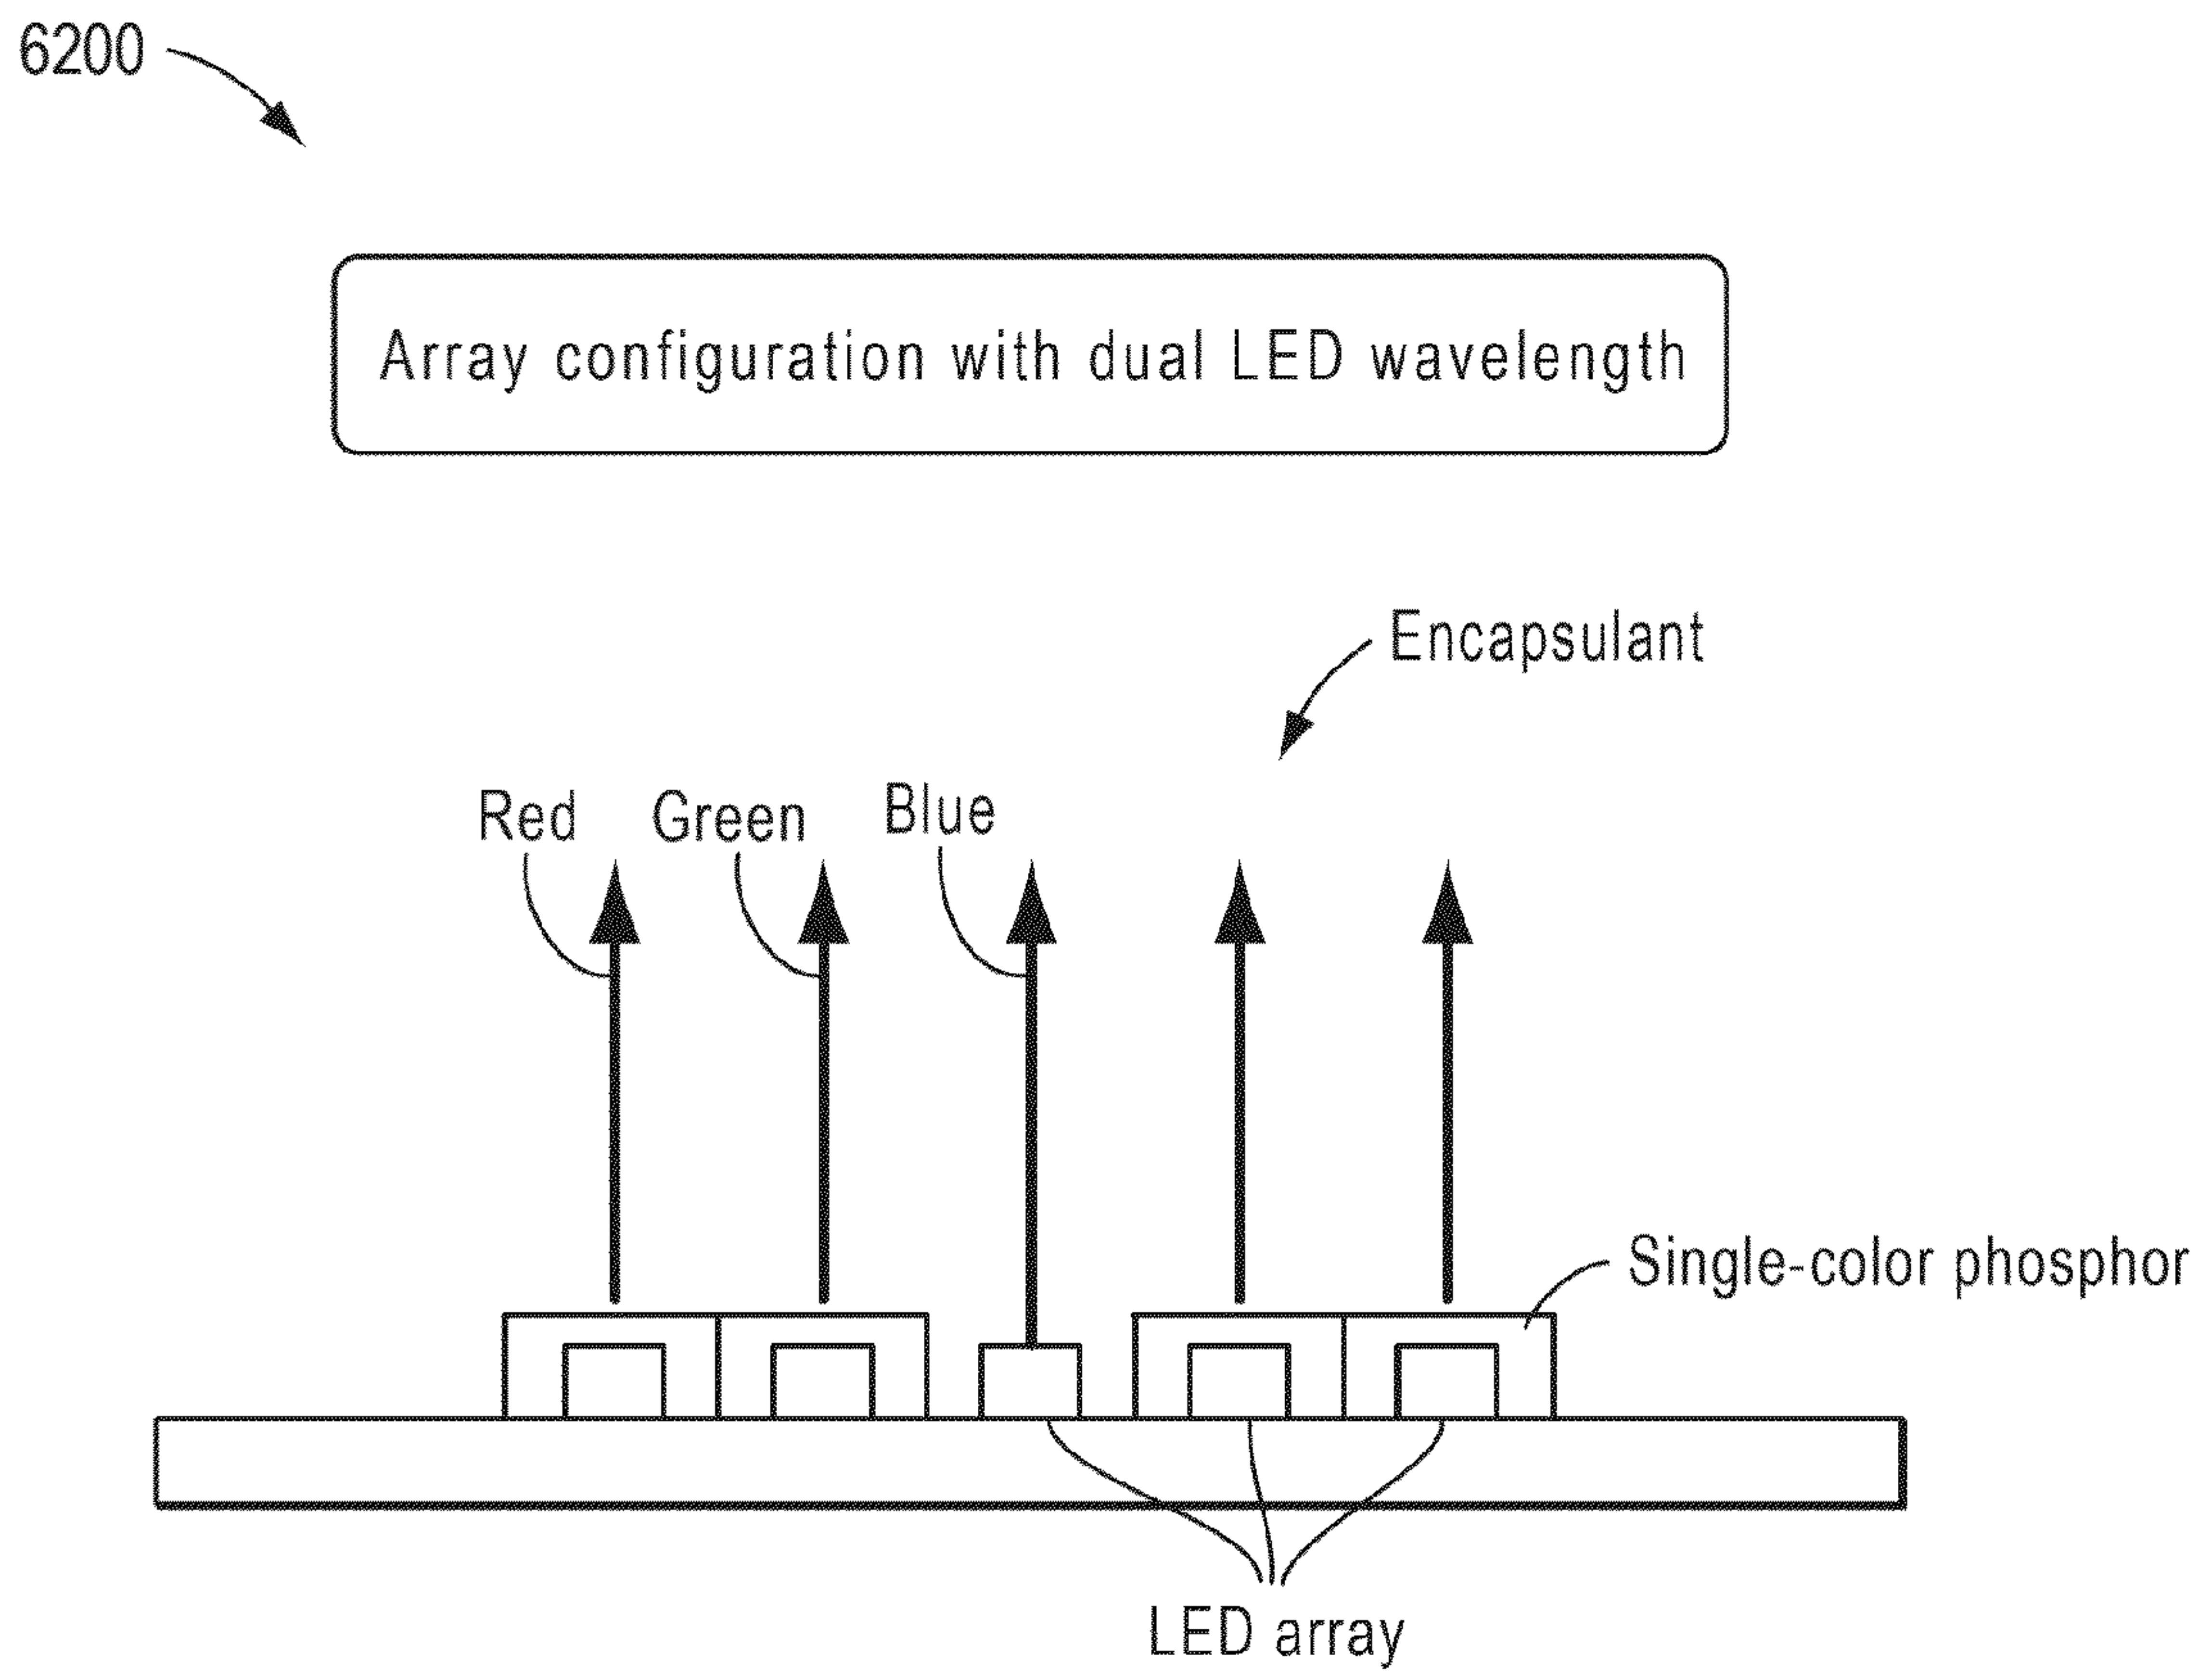 6200
Array configuration with dual LED wavelength
Encapsulant
Red
Green
Blue
Single-color phosphor
LED array